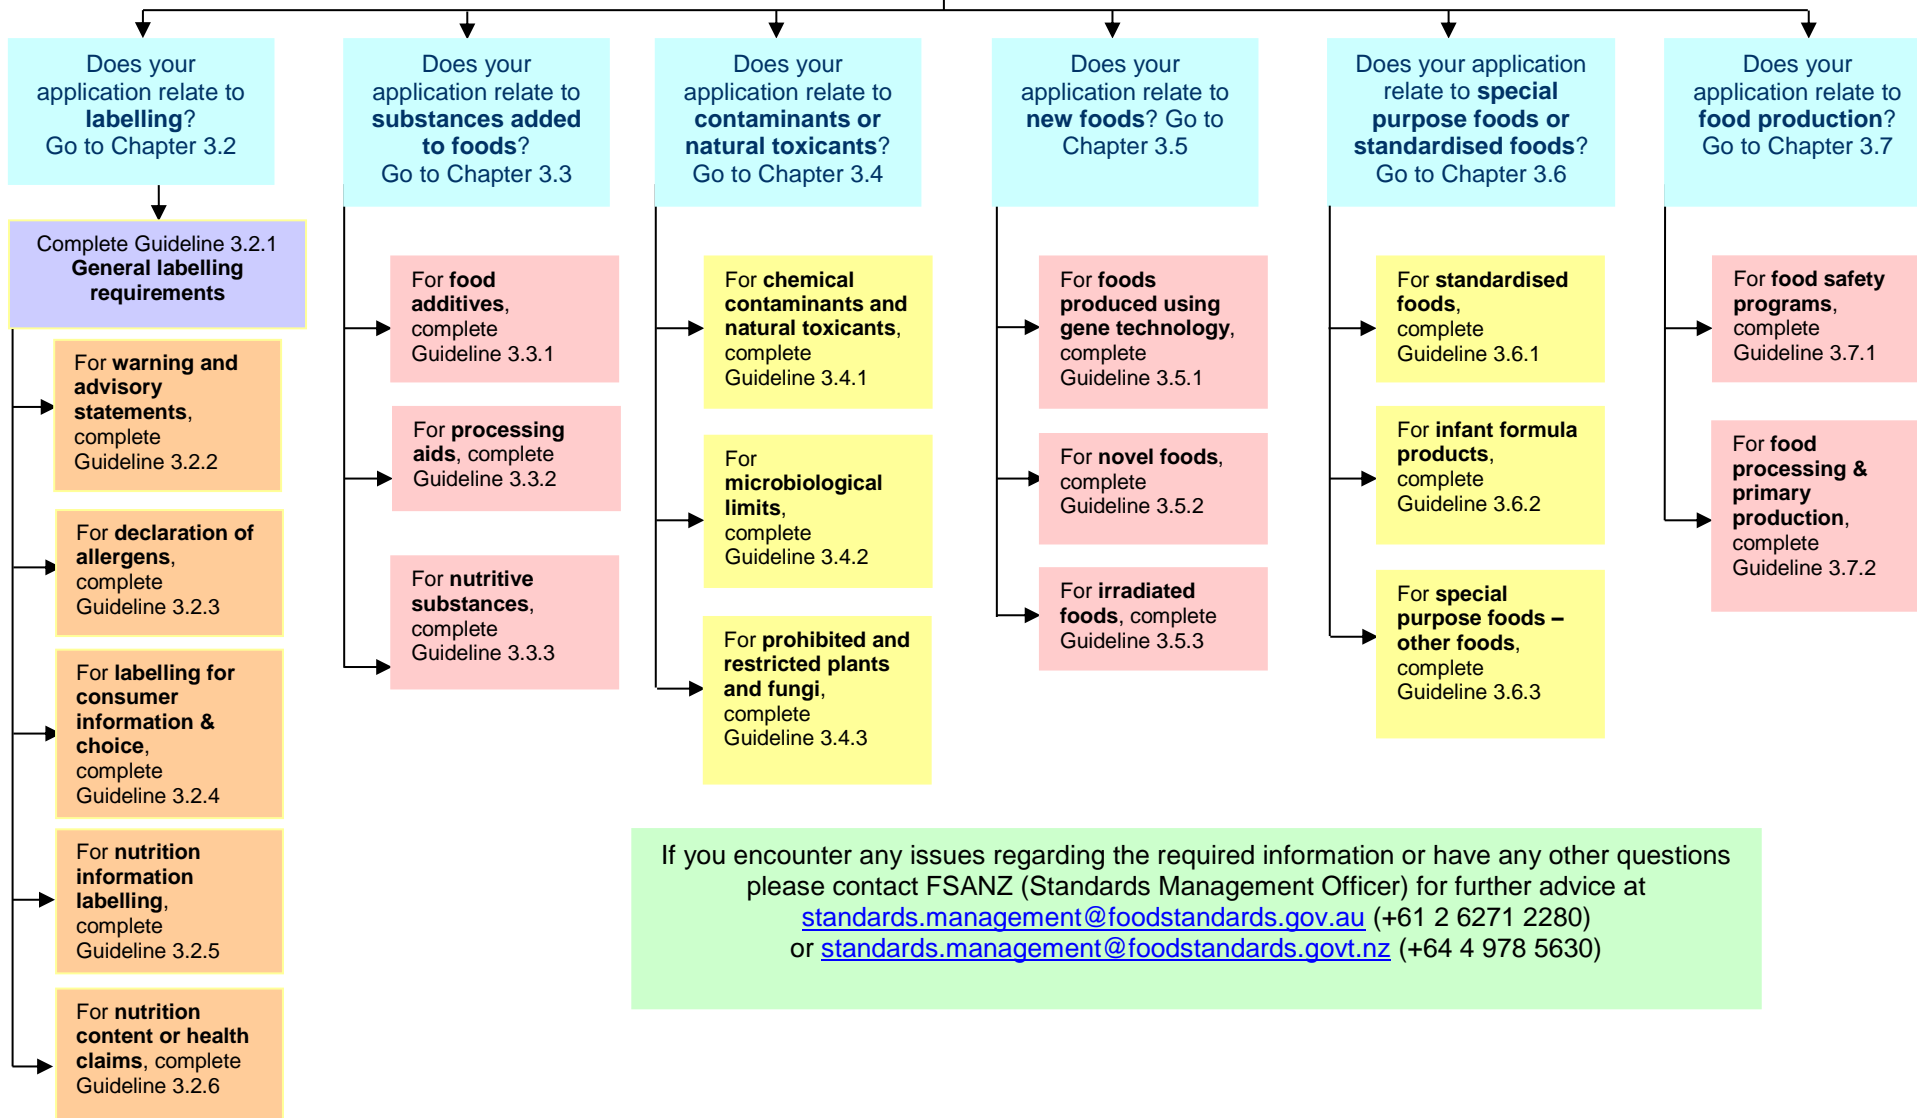 Does your
application relate to
labelling?
Go to Chapter 3.2
Does your
application relate to
substances added
to foods?
Go to Chapter 3.3
Does your
application relate to
contaminants or
natural toxicants?
Go to Chapter 3.4
Does your
application relate to
new foods? Go to
Chapter 3.5
Does your application
relate to special
purpose foods or
standardised foods?
Go to Chapter 3.6
Does your
application relate to
food production?
Go to Chapter 3.7
Complete Guideline 3.2.1
General labelling
requirements
For warning and
advisory
statements,
complete
Guideline 3.2.2
For declaration of
allergens,
complete
Guideline 3.2.3
For labelling for
consumer
information &
choice,
complete
Guideline 3.2.4
For nutrition
information
labelling,
complete
Guideline 3.2.5
For nutrition
content or health
claims, complete
Guideline 3.2.6
For food
additives,
complete
Guideline 3.3.1
For processing
aids, complete
Guideline 3.3.2
For nutritive
substances,
complete
Guideline 3.3.3
For chemical
contaminants and
natural toxicants,
complete
Guideline 3.4.1
For
microbiological
limits,
complete
Guideline 3.4.2
For prohibited and
restricted plants
and fungi,
complete
Guideline 3.4.3
For foods
produced using
gene technology,
complete
Guideline 3.5.1
For novel foods,
complete
Guideline 3.5.2
For irradiated
foods, complete
Guideline 3.5.3
For standardised
foods,
complete
Guideline 3.6.1
For infant formula
products,
complete
Guideline 3.6.2
For special
purpose foods –
other foods,
complete
Guideline 3.6.3
For food safety
programs,
complete
Guideline 3.7.1
For food
processing &
primary
production,
complete
Guideline 3.7.2
If you encounter any issues regarding the required information or have any other questions
please contact FSANZ (Standards Management Officer) for further advice at
standards.management@foodstandards.gov.au (+61 2 6271 2280)
or standards.management@foodstandards.govt.nz (+64 4 978 5630)